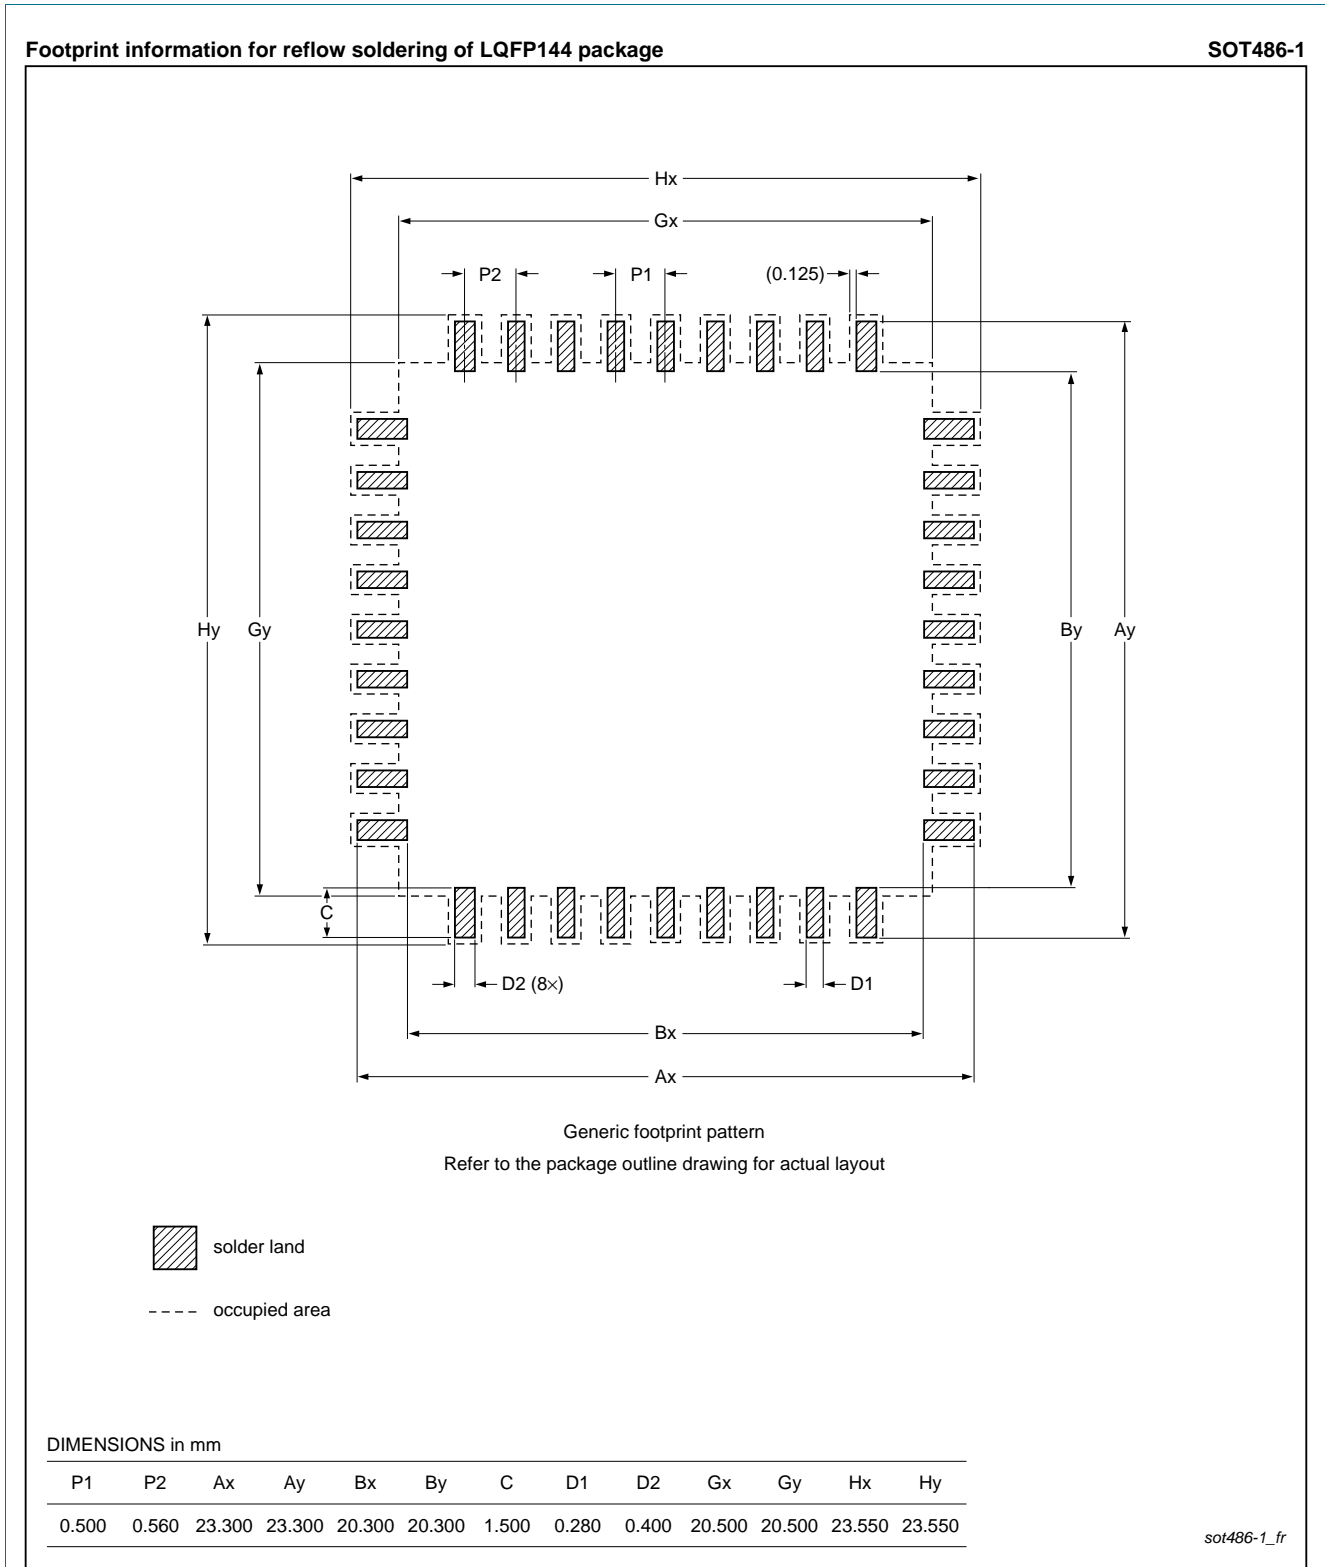 Footprint information for reflow soldering of LQFP144 package SOT486-1
Hx
Gx
P2 P1 (0.125)
Hy Gy By Ay
C
D2 (8×) D1
Bx
Ax
Generic footprint pattern
Refer to the package outline drawing for actual layout
solder land
occupied area
DIMENSIONS in mm
P1 P2 Ax Ay Bx By C D1 D2 Gx Gy Hx Hy
0.500 0.560 23.300 23.300 20.300 20.300 1.500 0.280 0.400 20.500 20.500 23.550 23.550
sot486-1_fr